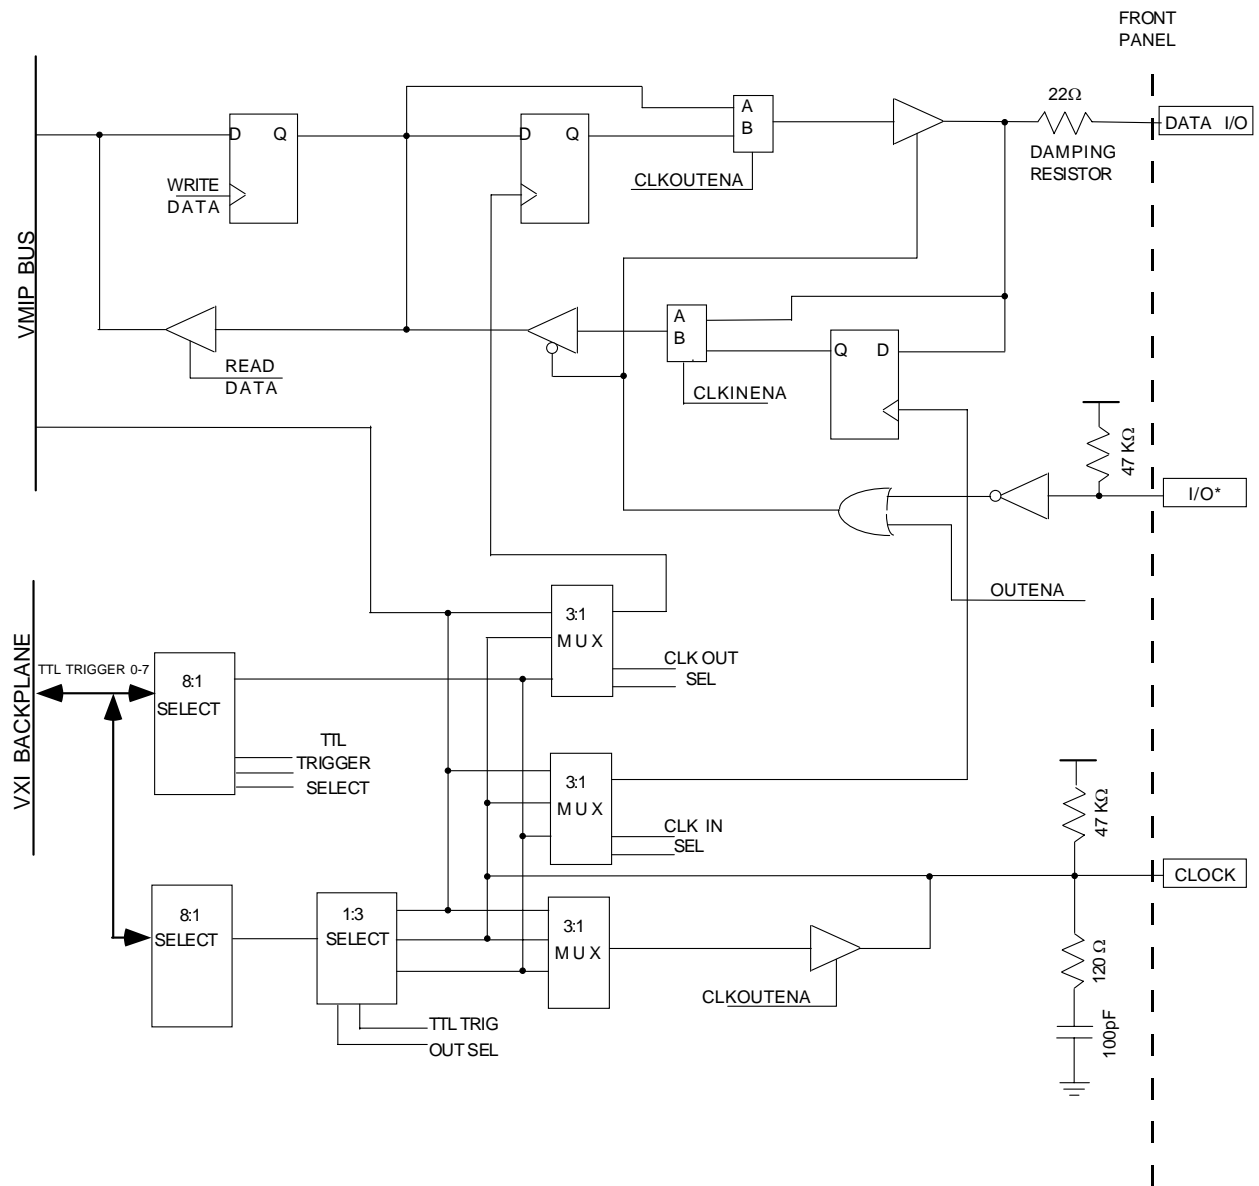 FRONT
PANEL
22Ω
DATA I/O
DAMPING
RESISTOR
D Q
WRITE
DATA
D Q
A
B
CLKOUTENA
VMIP BUS
READ
DATA
A
B
CLKINENA
Q D
47 KΩ
I/O*
OUTENA
VXI BACKPLANE
TTL TRIGGER 0-7
8:1
SELECT
TTL
TRIGGER
SELECT
3:1
MUX
CLK OUT
SEL
3:1
MUX
CLK IN
SEL
47 KΩ
CLOCK
8:1
SELECT
1:3
SELECT
3:1
MUX
CLKOUTENA
TTL TRIG
OUT SEL
120 Ω
100pF